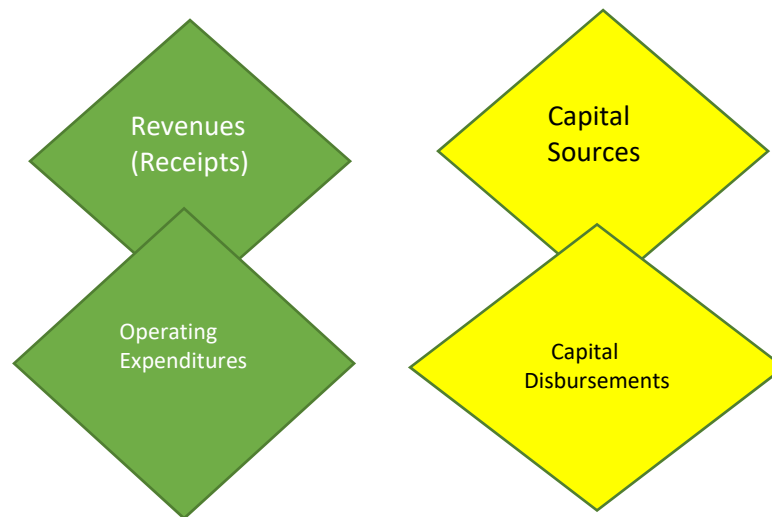 Revenues
(Receipts)
Capital
Sources
Operating
Expenditures
Capital
Disbursements